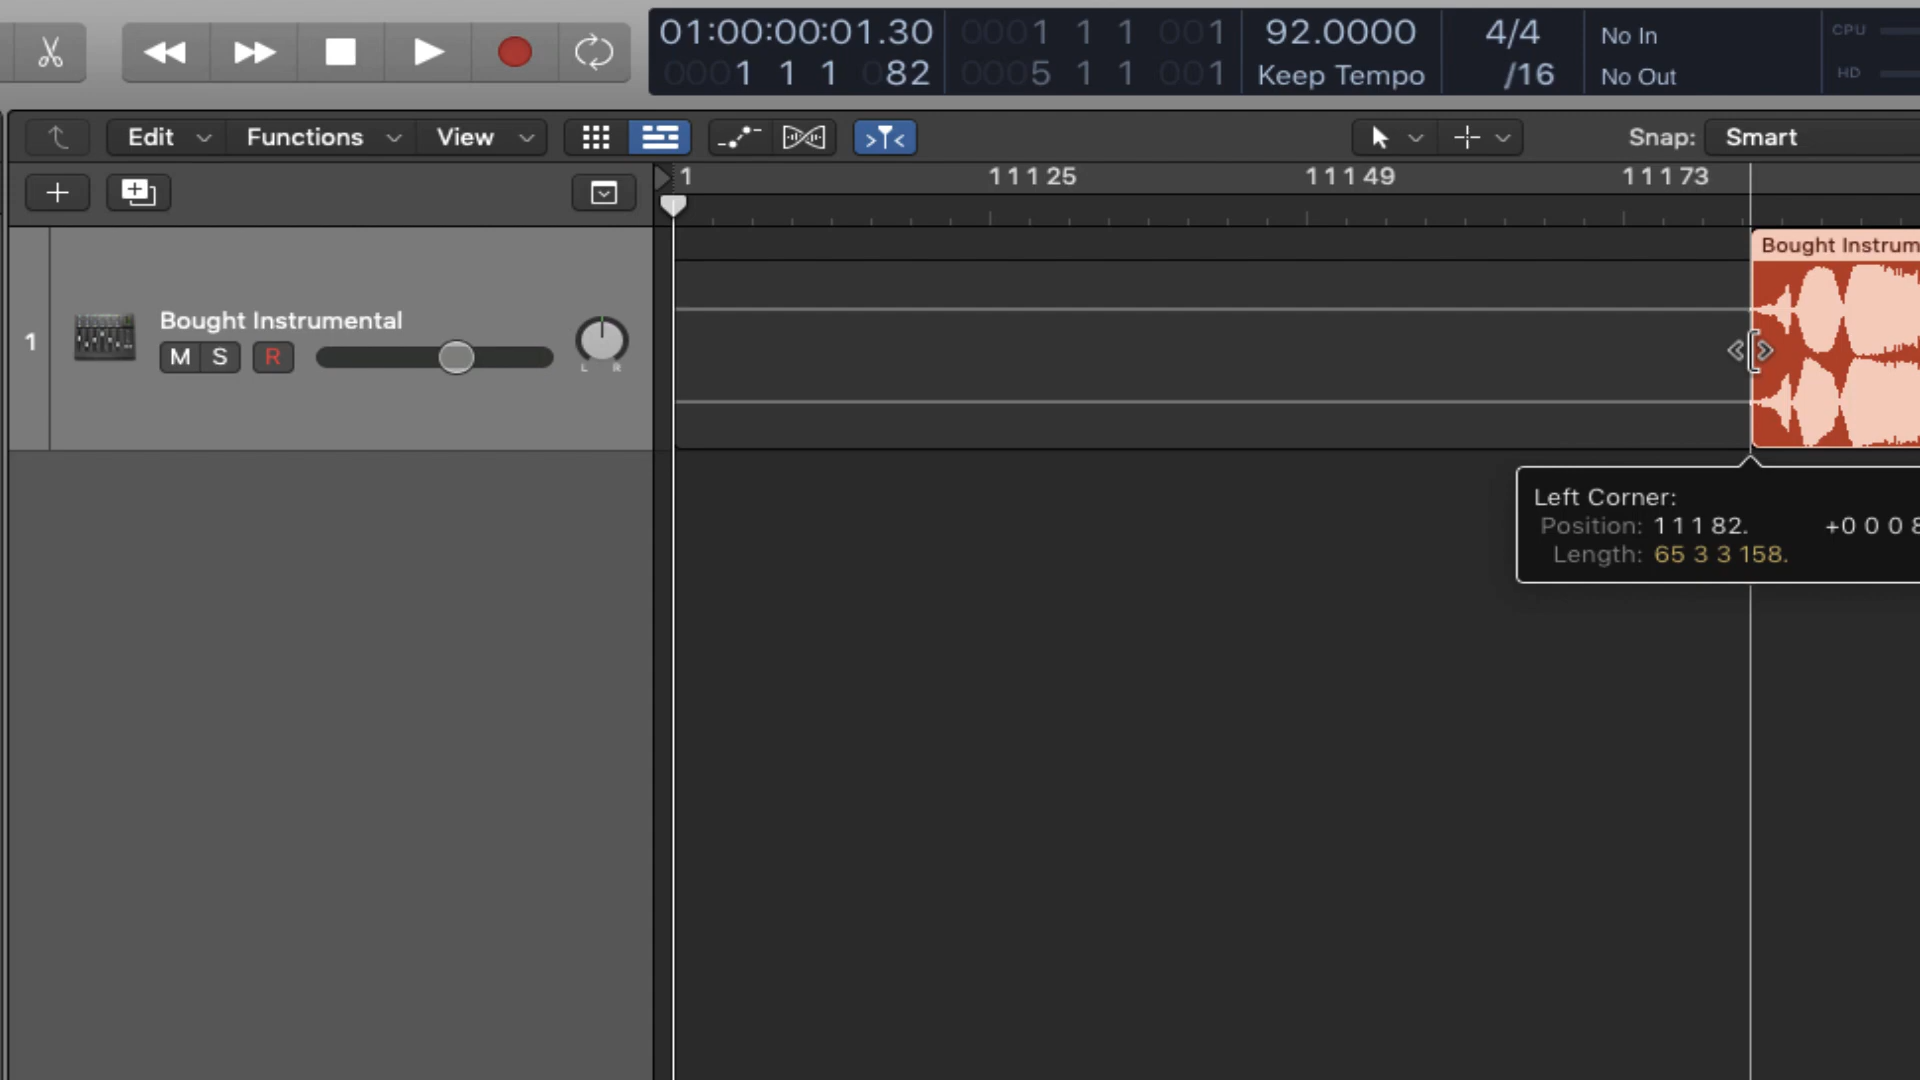 01:00:00:01.30
0001 1 1 082
0001 1 1 001
0005 1 1 001
92.0000
Keep Tempo
4/4
/16
No In
No Out
CPU
HD
Edit
Functions
View
Snap: Smart
1
1 1 1 25
1 1 1 49
1 1 1 73
Bought Instrum
1
Bought Instrumental
M S R
L R
Left Corner:
Position: 1 1 1 82. +0 0 0 8
Length: 65 3 3 158.